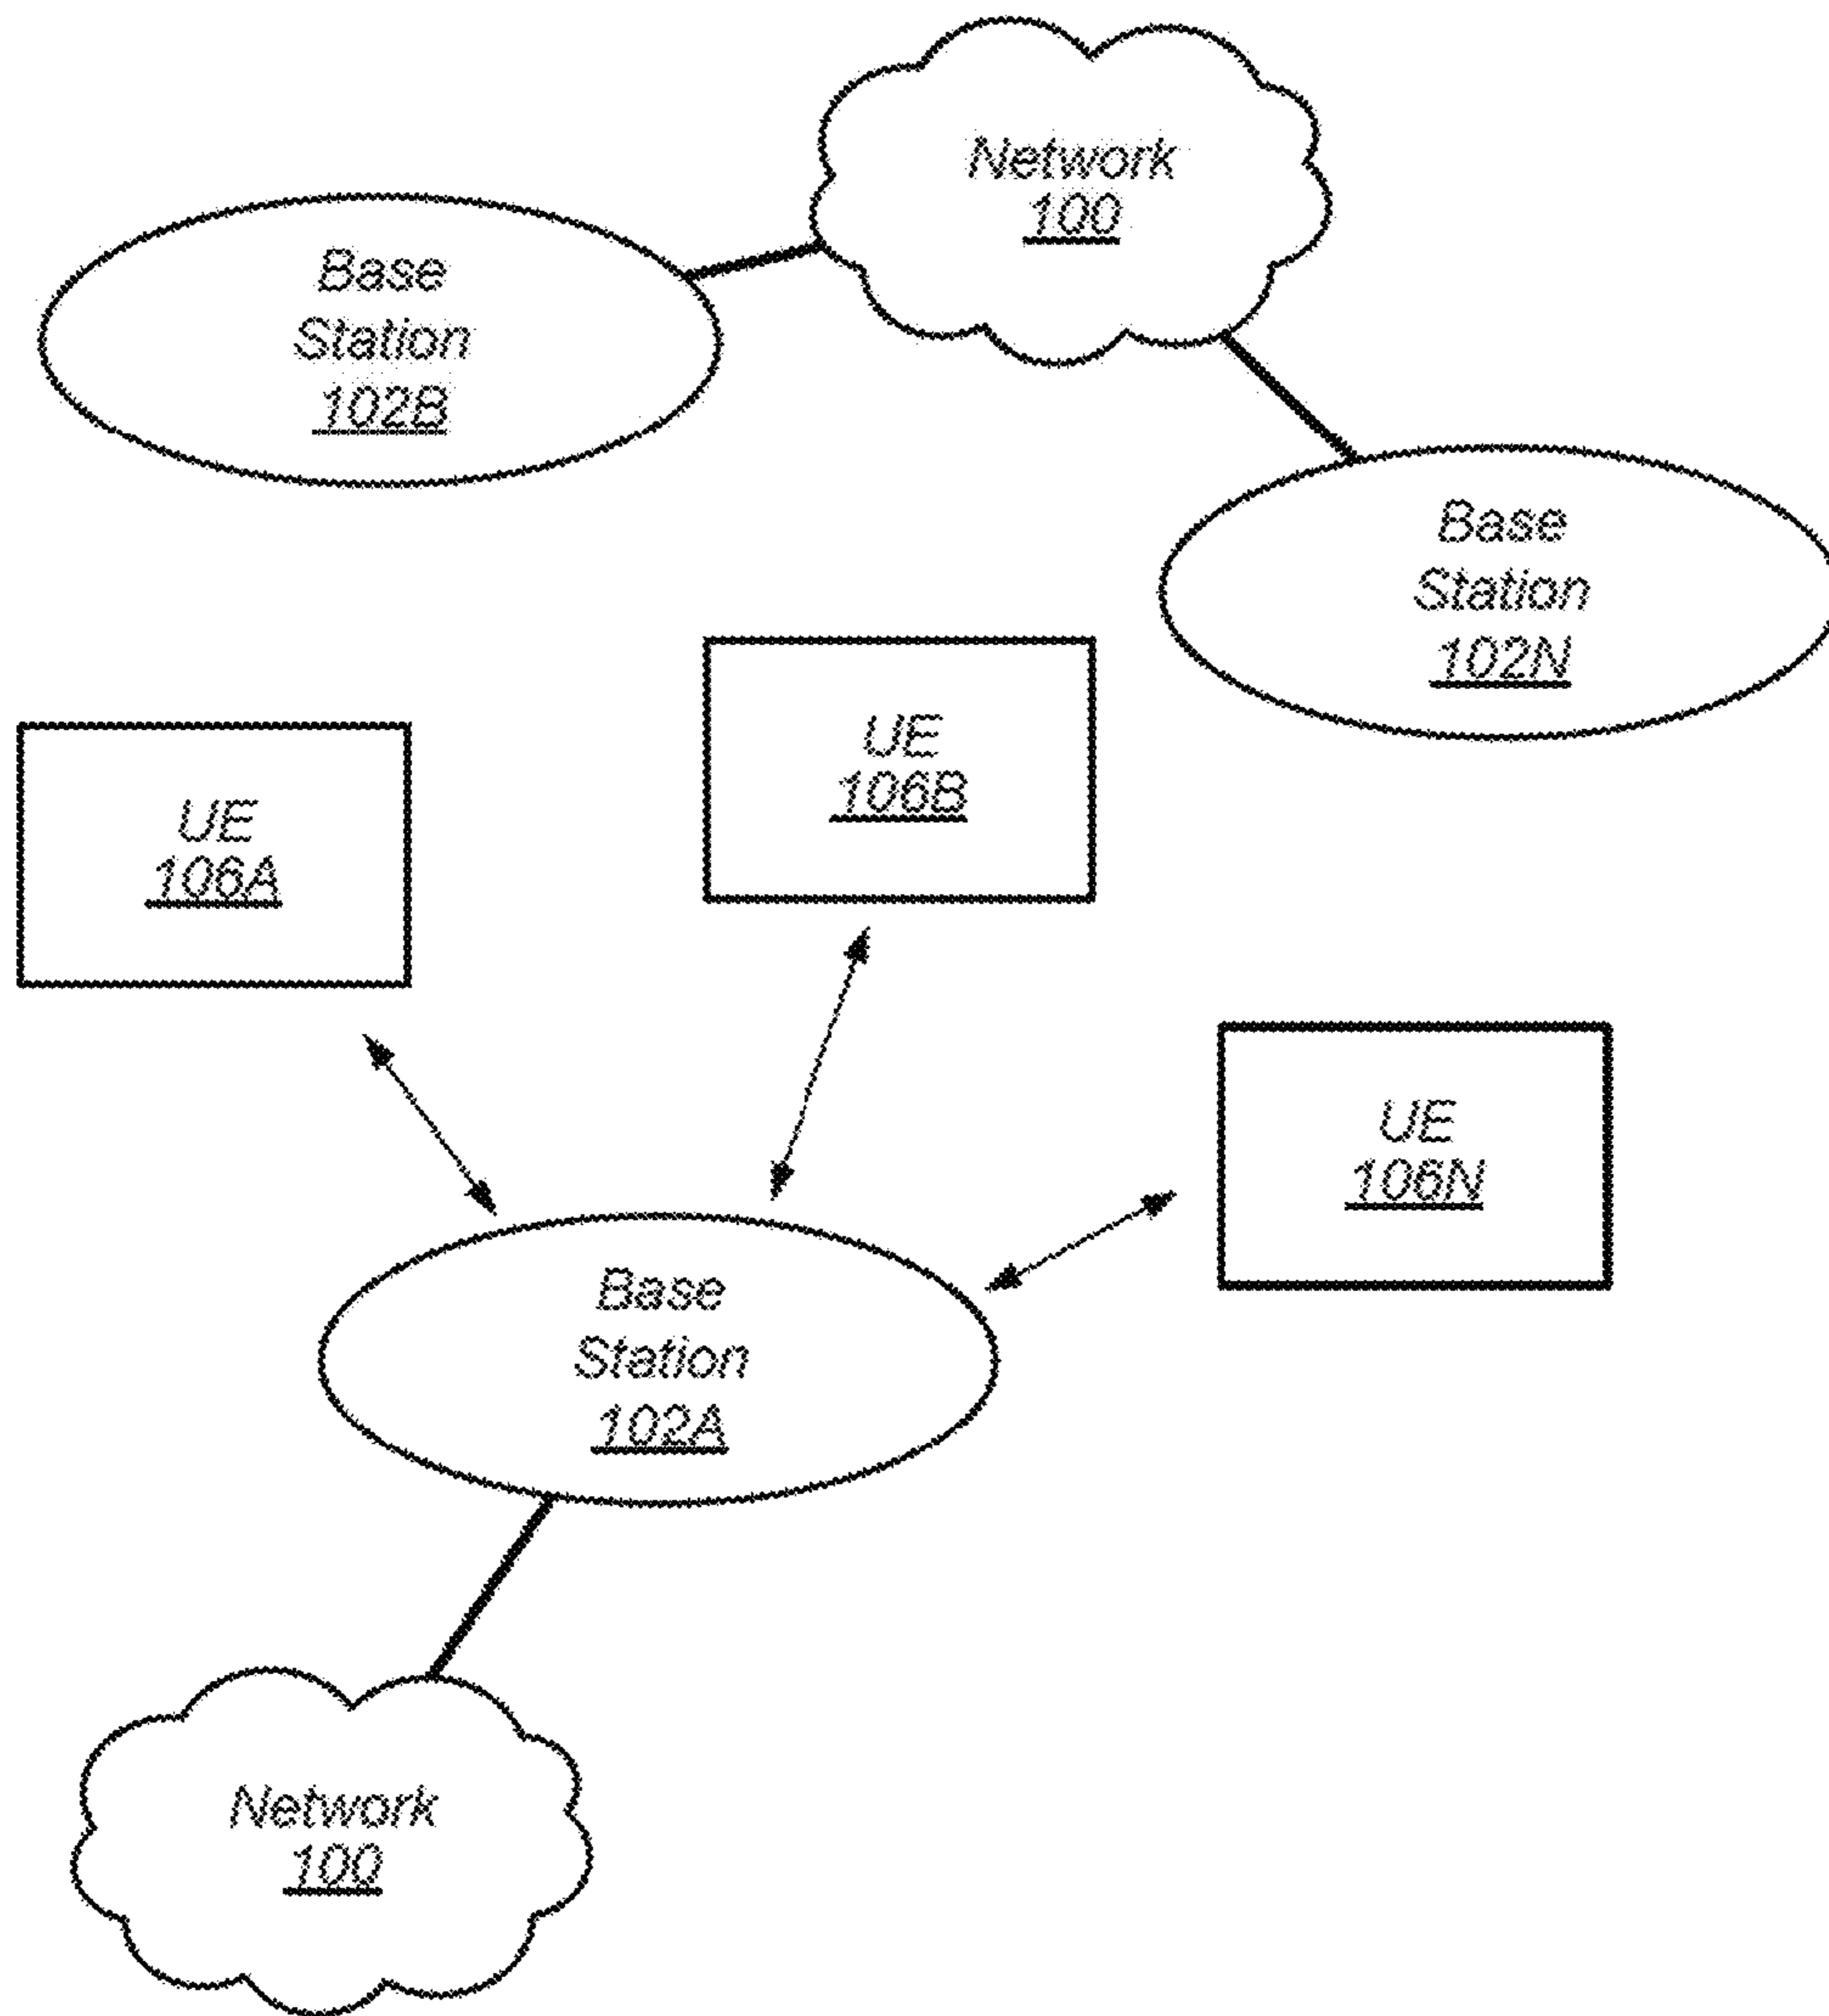 Network
100
Base
Station
102B
Base
Station
102N
UE
106B
UE
106A
UE
106N
Base
Station
102A
Network
100